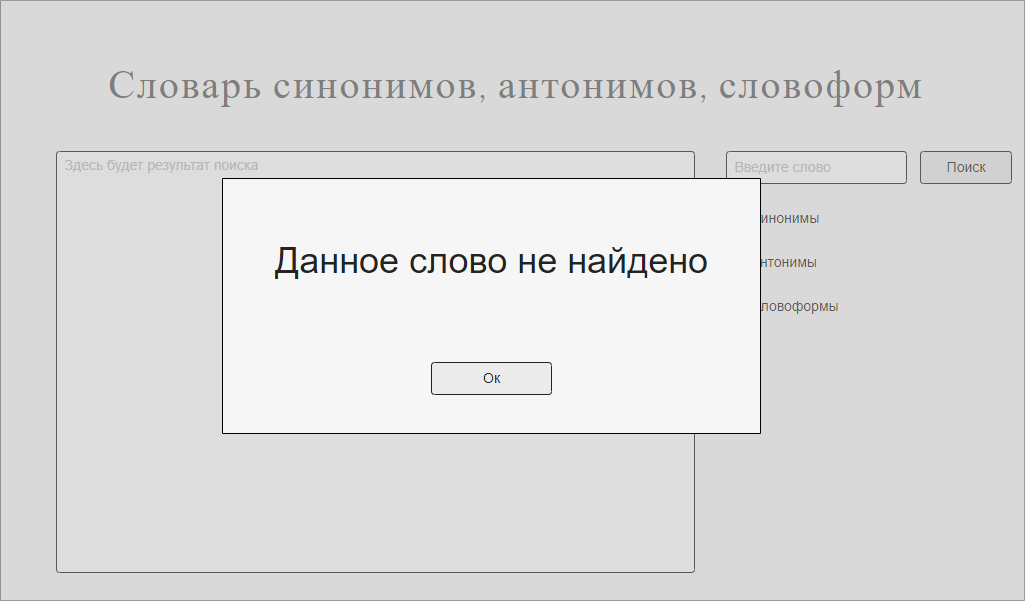 Словарь синонимов, антонимов, словоформ
Здесь будет результат поиска
Введите слово
Поиск
инонимы
нтонимы
ловоформы
Данное слово не найдено
Ок